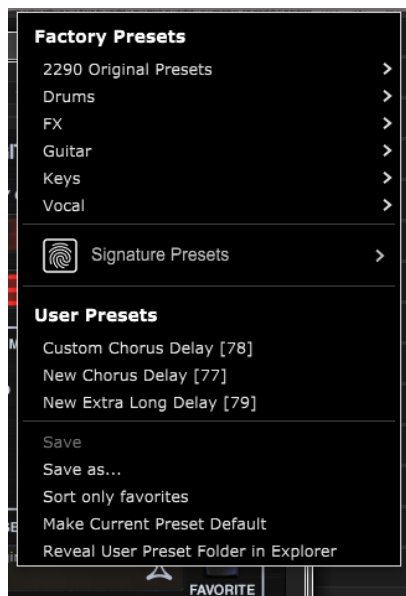 Factory Presets
2290 Original Presets
Drums
FX
Guitar
Keys
Vocal
Signature Presets
User Presets
Custom Chorus Delay [78]
New Chorus Delay [77]
New Extra Long Delay [79]
Save
Save as...
Sort only favorites
Make Current Preset Default
Reveal User Preset Folder in Explorer
FAVORITE